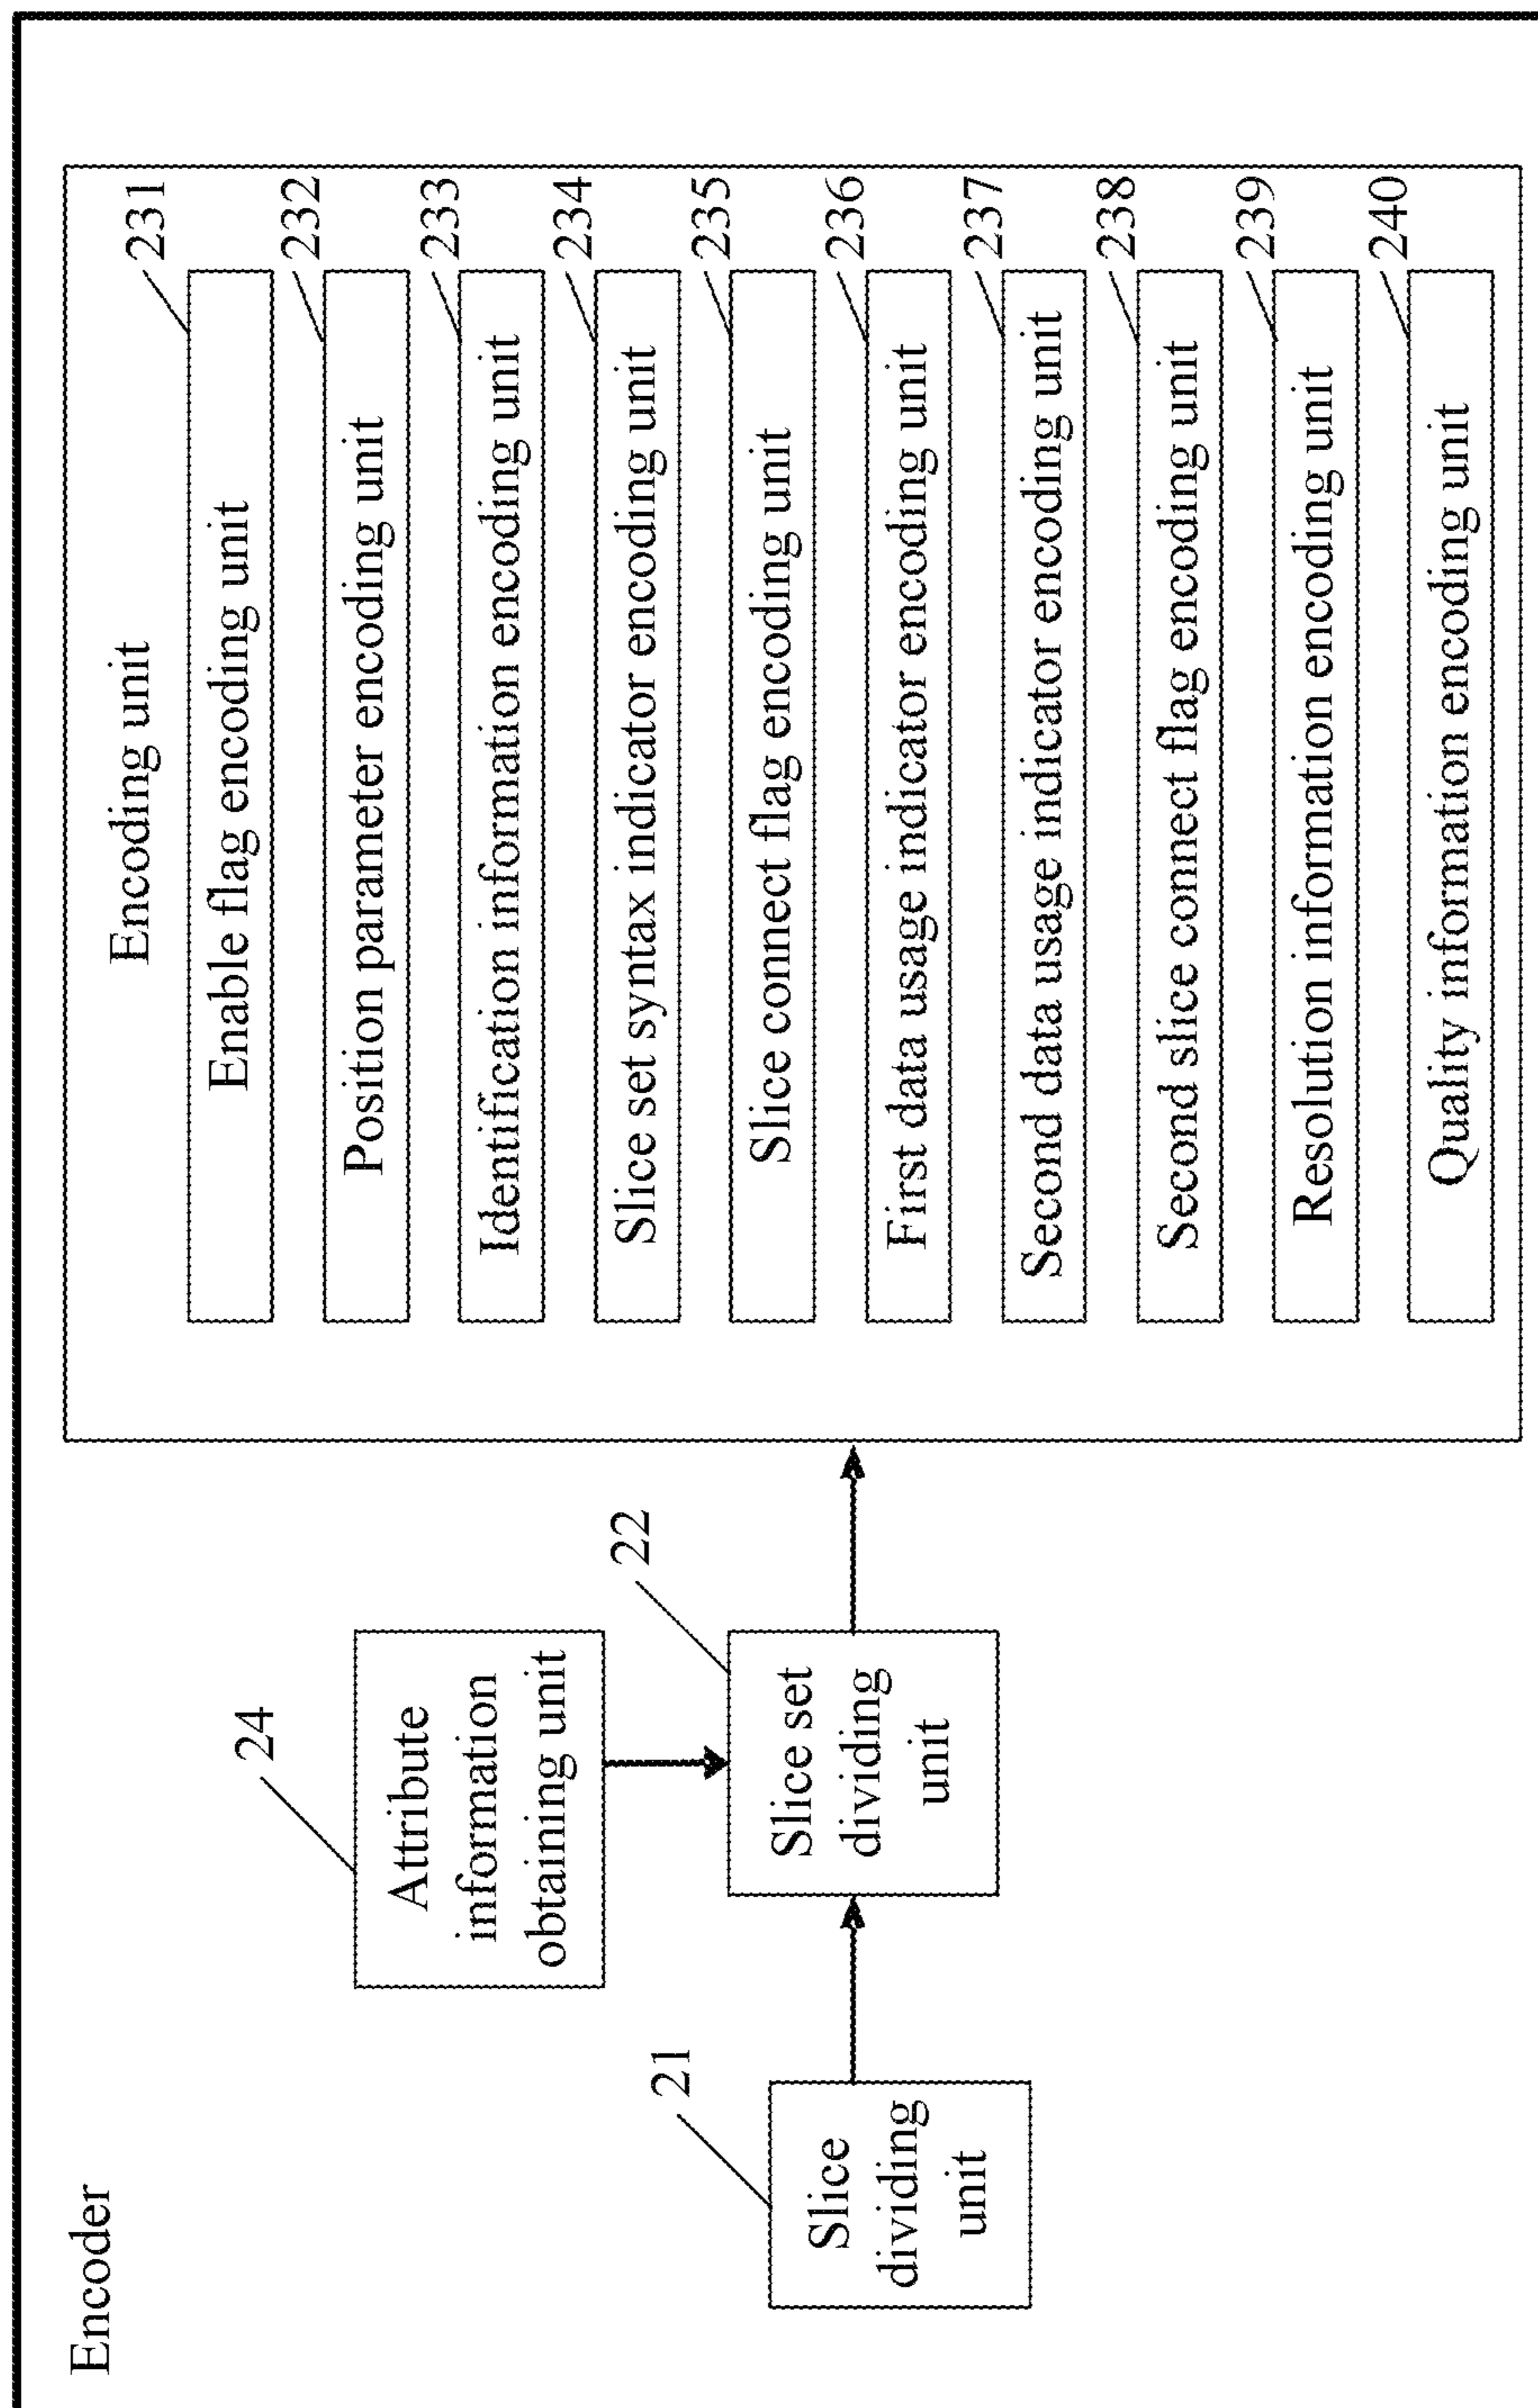 Encoder
24
Attribute
information
obtaining unit
21
Slice
dividing
unit
22
Slice set
dividing
unit
Encoding unit
231
Enable flag encoding unit
232
Position parameter encoding unit
233
Identification information encoding unit
234
Slice set syntax indicator encoding unit
235
Slice connect flag encoding unit
236
First data usage indicator encoding unit
237
Second data usage indicator encoding unit
238
Second slice connect flag encoding unit
239
Resolution information encoding unit
240
Quality information encoding unit